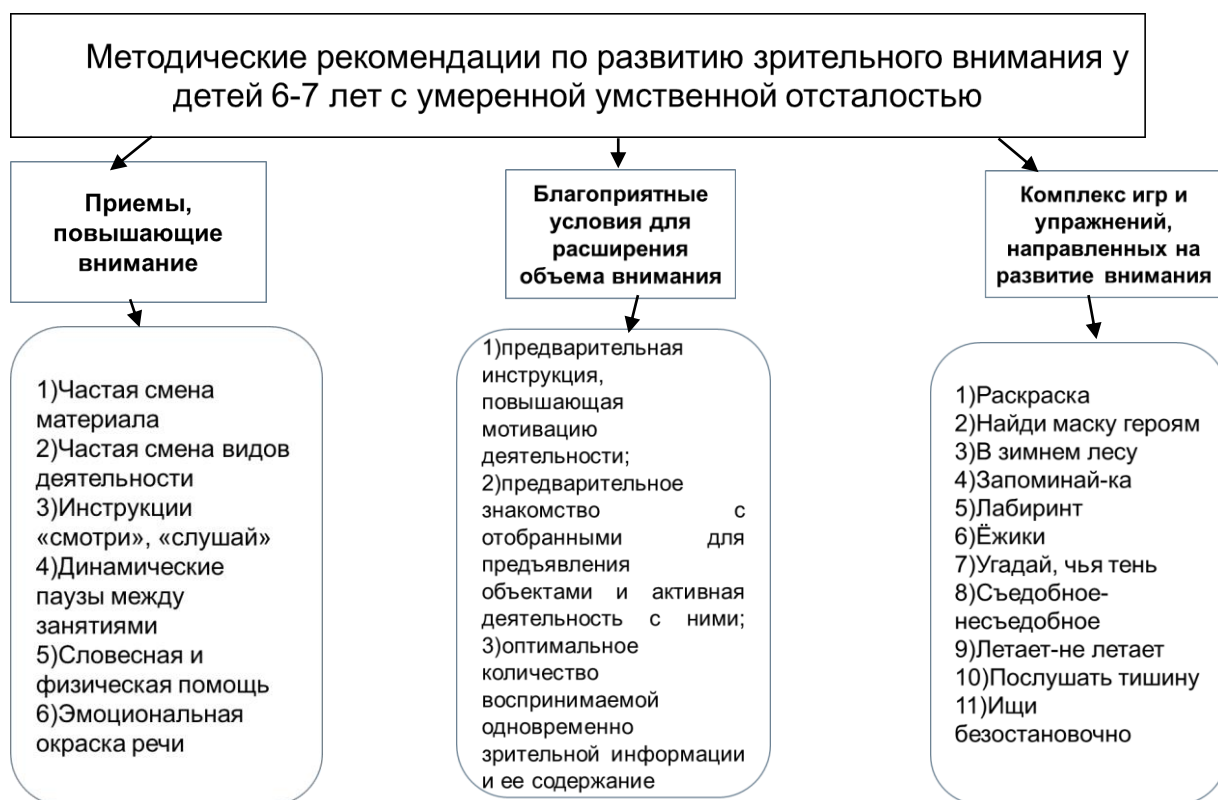 Методические рекомендации по развитию зрительного внимания у
детей 6-7 лет с умеренной умственной отсталостью
Приемы,
повышающие
внимание
Благоприятные
условия для
расширения
объема внимания
Комплекс игр и
упражнений,
направленных на
развитие внимания
1)Частая смена
материала
2)Частая смена видов
деятельности
3)Инструкции
«смотри», «слушай»
4)Динамические
паузы между
занятиями
5)Словесная и
физическая помощь
6)Эмоциональная
окраска речи
1)предварительная
инструкция,
повышающая
мотивацию
деятельности;
2)предварительное
знакомство с
отобранными для
предъявления
объектами и активная
деятельность с ними;
3)оптимальное
количество
воспринимаемой
одновременно
зрительной информации
и ее содержание
1)Раскраска
2)Найди маску героям
3)В зимнем лесу
4)Запоминай-ка
5)Лабиринт
6)Ёжики
7)Угадай, чья тень
8)Съедобное-
несъедобное
9)Летает-не летает
10)Послушать тишину
11)Ищи
безостановочно